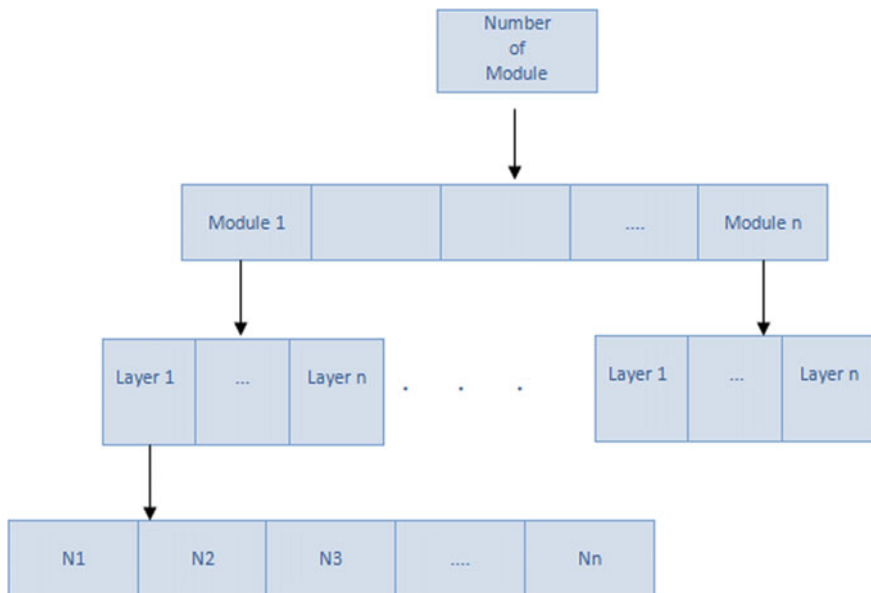 Number
of
Module
Module 1 .... Module n
Layer 1 ... Layer n . . . Layer 1 ... Layer n
N1 N2 N3 .... Nn